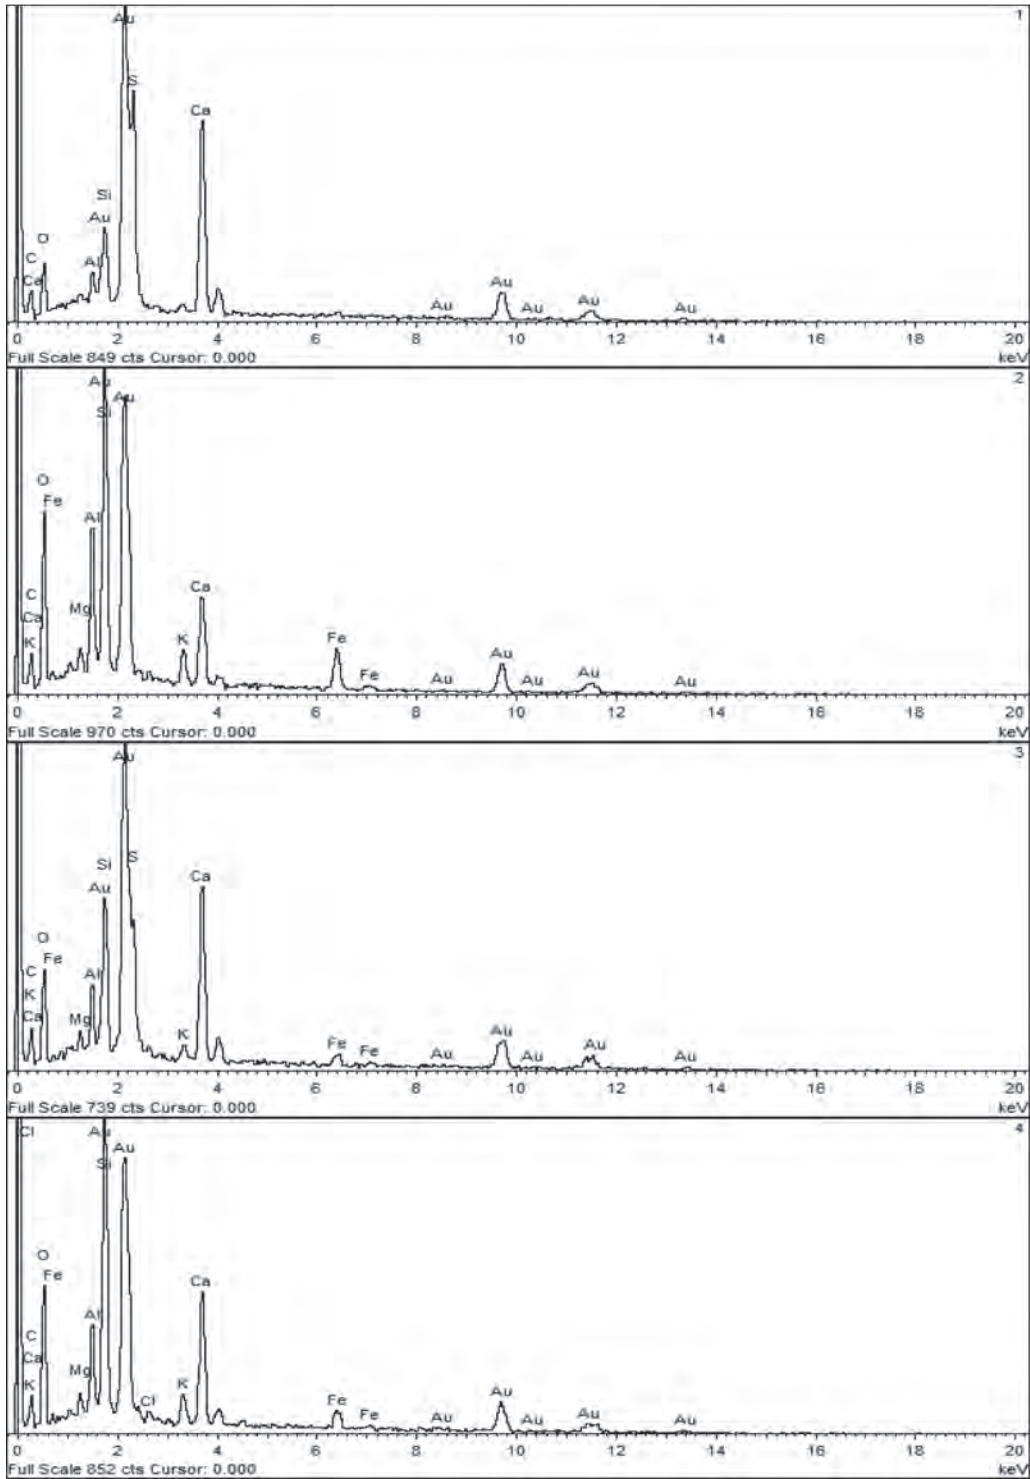 Au 1
S
Ca
Si
Au
O
C
Al
Ca
Au
Au Au Au Au
0 2 4 6 8 10 12 14 16 18 20
Full Scale 849 cts Cursor: 0.000 keV
Au 2
Au
Si
O
Fe
Al
Ca
C
Mg
Ca
K K Fe
Au
Fe Au Au Au Au
0 2 4 6 8 10 12 14 16 18 20
Full Scale 970 cts Cursor: 0.000 keV
Au 3
Si S
Au Ca
O
Fe
C Al
K
Ca Mg K Au
Fe Fe Au Au Au Au
0 2 4 6 8 10 12 14 16 18 20
Full Scale 739 cts Cursor: 0.000 keV
Cl Au 4
Au
Si
O
Fe Ca
Al
C
Ca
Mg
K K Au
Cl Fe Fe Au Au Au Au
0 2 4 6 8 10 12 14 16 18 20
Full Scale 852 cts Cursor: 0.000 keV